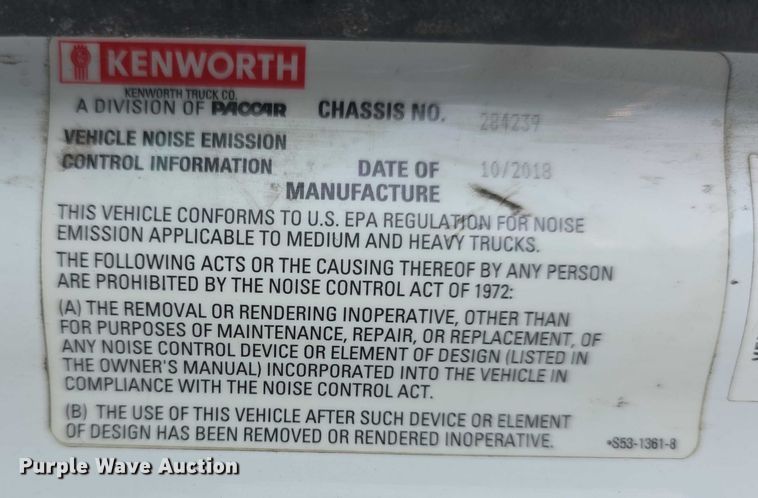 KENWORTH
KENWORTH TRUCK CO.
A DIVISION OF PACCAR
CHASSIS NO. 284239
VEHICLE NOISE EMISSION
CONTROL INFORMATION
DATE OF 10/2018
MANUFACTURE
THIS VEHICLE CONFORMS TO U.S. EPA REGULATION FOR NOISE
EMISSION APPLICABLE TO MEDIUM AND HEAVY TRUCKS.
THE FOLLOWING ACTS OR THE CAUSING THEREOF BY ANY PERSON
ARE PROHIBITED BY THE NOISE CONTROL ACT OF 1972:
(A) THE REMOVAL OR RENDERING INOPERATIVE, OTHER THAN
FOR PURPOSES OF MAINTENANCE, REPAIR, OR REPLACEMENT, OF
ANY NOISE CONTROL DEVICE OR ELEMENT OF DESIGN (LISTED IN
THE OWNER'S MANUAL) INCORPORATED INTO THE VEHICLE IN
COMPLIANCE WITH THE NOISE CONTROL ACT.
(B) THE USE OF THIS VEHICLE AFTER SUCH DEVICE OR ELEMENT
OF DESIGN HAS BEEN REMOVED OR RENDERED INOPERATIVE.
*S53-1361-8
Purple Wave Auction